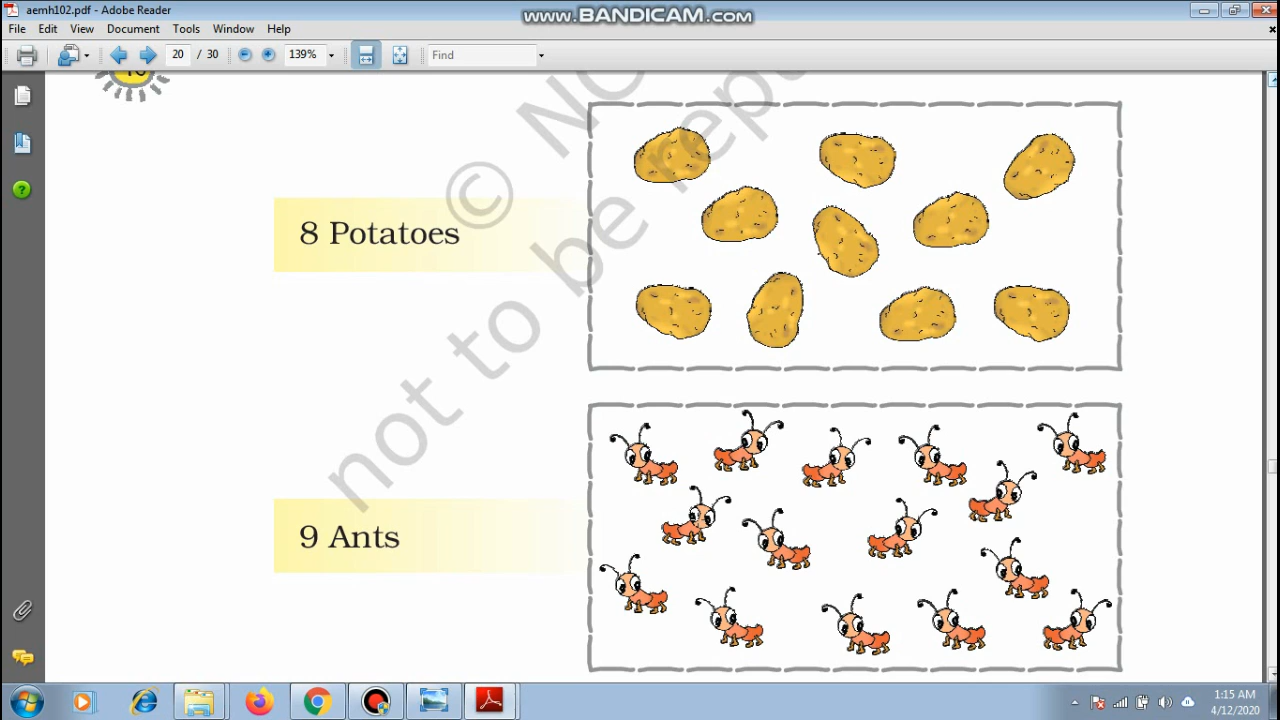 aemh102.pdf - Adobe Reader
www.BANDICAM.com
File Edit View Document Tools Window Help
20 / 30 139% Find
8 Potatoes
9 Ants
© NC
not to be repu
1:15 AM
4/12/2020